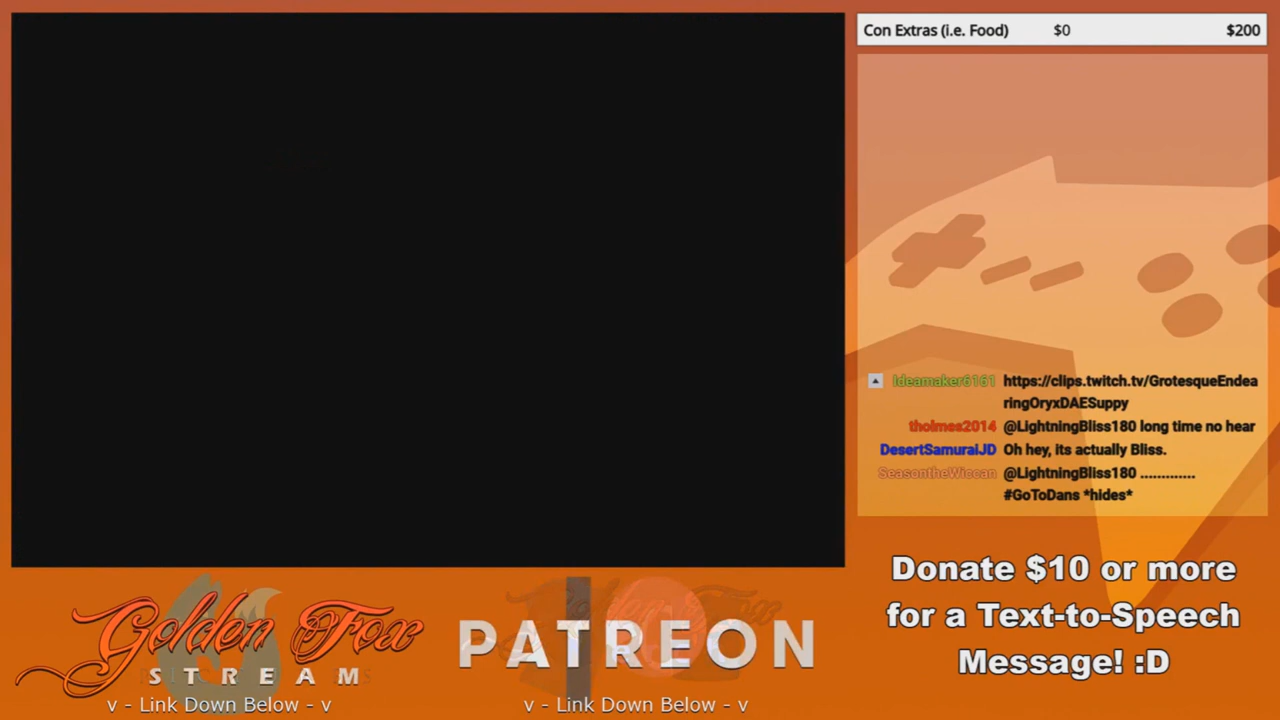 Con Extras (i.e. Food) $0 $200
Ideamaker6161 https://clips.twitch.tv/GrotesqueEndea
ringOryxDAESuppy
tholmes2014 @LightningBliss180 long time no hear
DesertSamuraiJD Oh hey, its actually Bliss.
SeasontheWiccan @LightningBliss180 .............
#GoToDans *hides*
Donate $10 or more
for a Text-to-Speech
Message! :D
Golden Fox
STREAM
v - Link Down Below - v
PATREON
v - Link Down Below - v